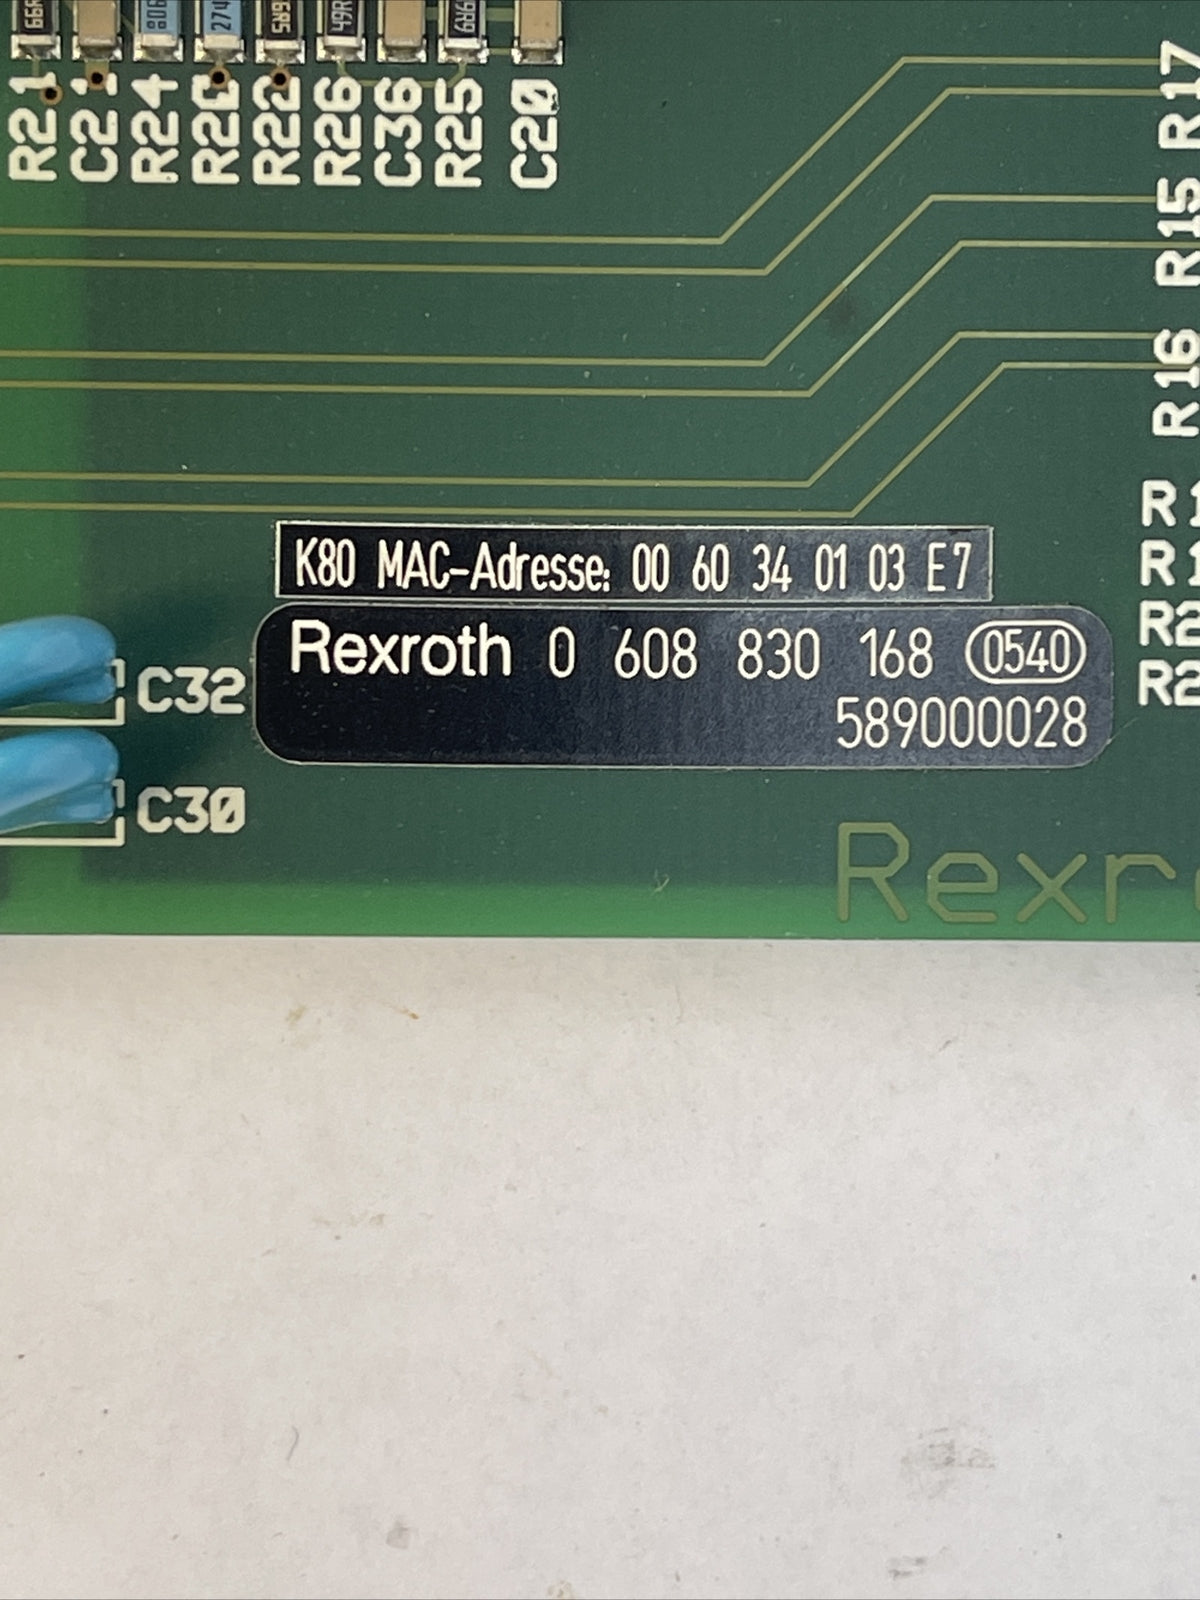 R21 C21 R24 R20 R22 R26 C36 R25 C20
R17
R15
R16
K80 MAC-Adresse: 00 60 34 01 03 E7
Rexroth 0 608 830 168 0540
589000028
C32
C30